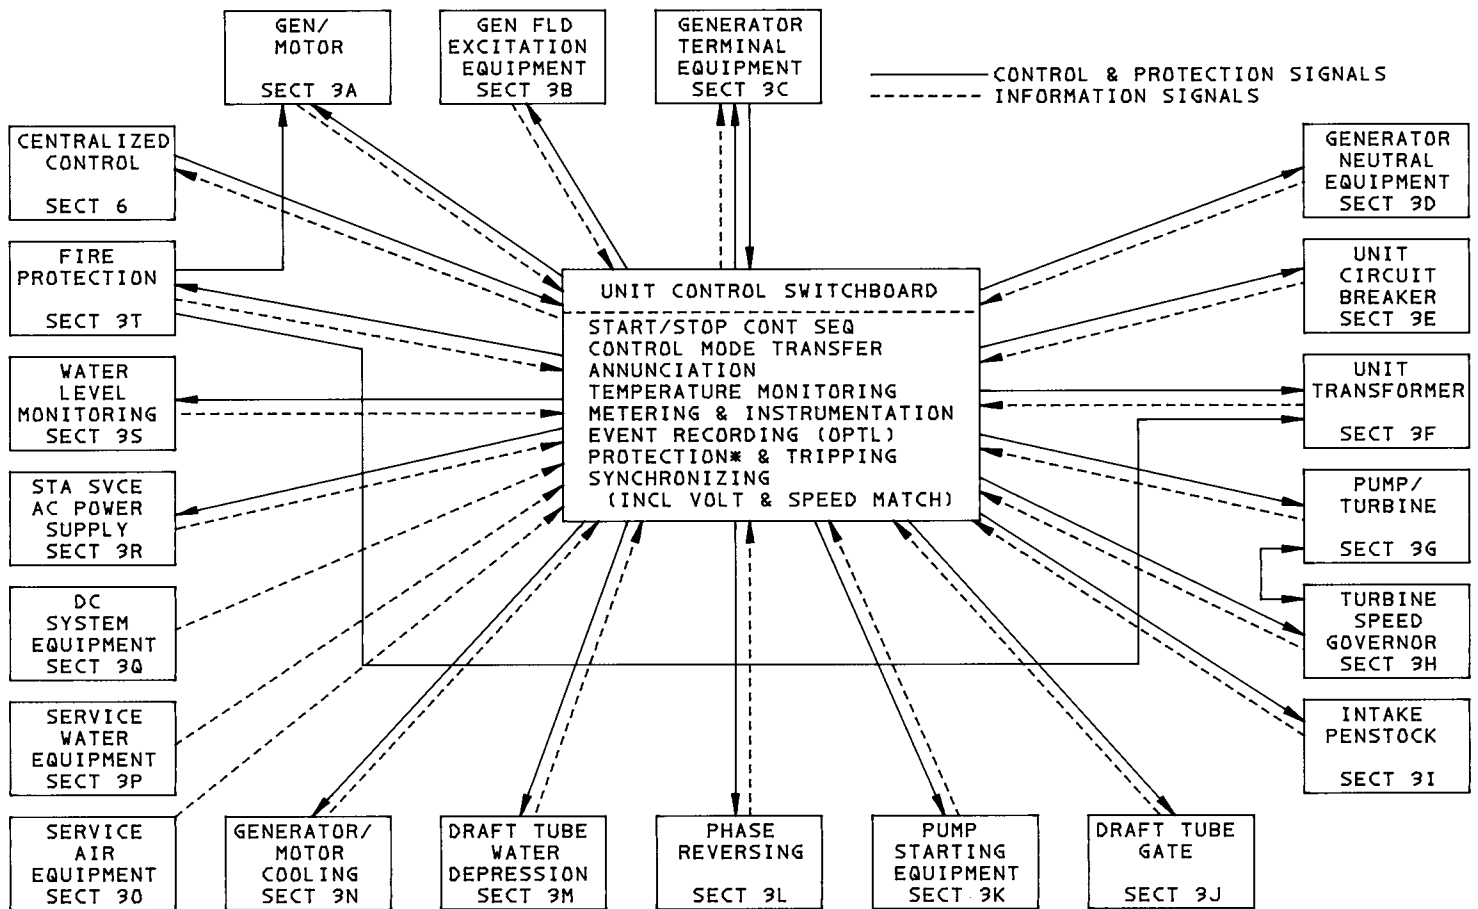 GEN/
MOTOR
SECT 3A
GEN FLD
EXCITATION
EQUIPMENT
SECT 3B
GENERATOR
TERMINAL
EQUIPMENT
SECT 3C
CONTROL & PROTECTION SIGNALS
INFORMATION SIGNALS
CENTRALIZED
CONTROL
SECT 6
GENERATOR
NEUTRAL
EQUIPMENT
SECT 3D
FIRE
PROTECTION
SECT 3T
UNIT
CIRCUIT
BREAKER
SECT 3E
UNIT CONTROL SWITCHBOARD
START/STOP CONT SEQ
CONTROL MODE TRANSFER
ANNUNCIATION
TEMPERATURE MONITORING
METERING & INSTRUMENTATION
EVENT RECORDING (OPTL)
PROTECTION* & TRIPPING
SYNCHRONIZING
(INCL VOLT & SPEED MATCH)
WATER
LEVEL
MONITORING
SECT 3S
UNIT
TRANSFORMER
SECT 3F
STA SVCE
AC POWER
SUPPLY
SECT 3R
PUMP/
TURBINE
SECT 3G
DC
SYSTEM
EQUIPMENT
SECT 3Q
TURBINE
SPEED
GOVERNOR
SECT 3H
SERVICE
WATER
EQUIPMENT
SECT 3P
INTAKE
PENSTOCK
SECT 3I
SERVICE
AIR
EQUIPMENT
SECT 3O
GENERATOR/
MOTOR
COOLING
SECT 3N
DRAFT TUBE
WATER
DEPRESSION
SECT 3M
PHASE
REVERSING
SECT 3L
PUMP
STARTING
EQUIPMENT
SECT 3K
DRAFT TUBE
GATE
SECT 3J